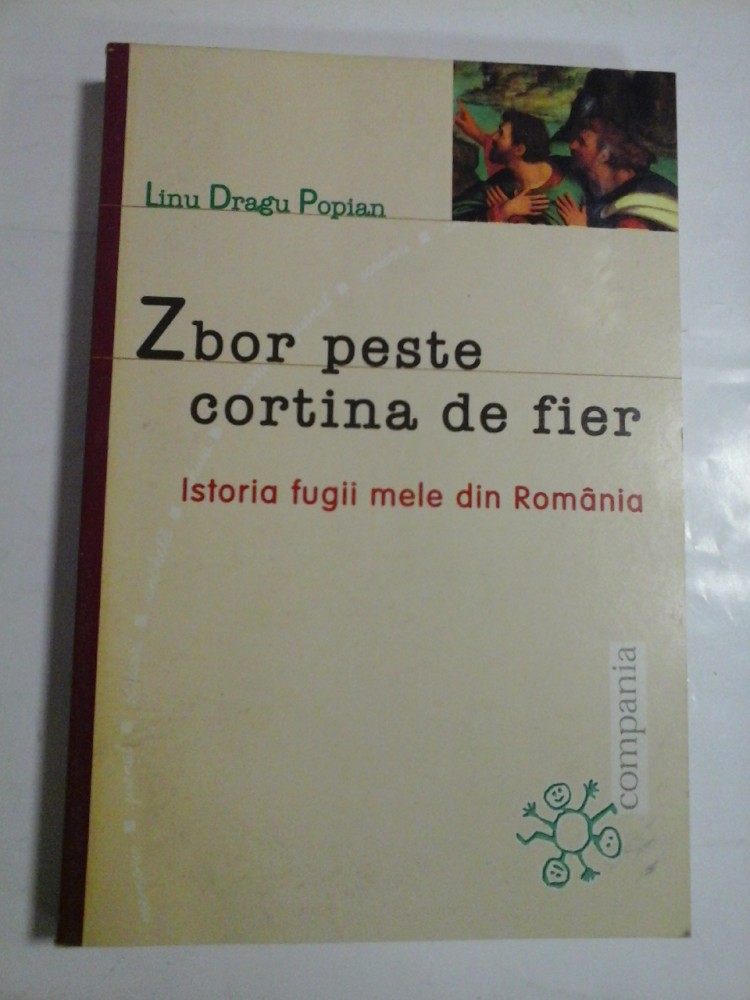 Linu Dragu Popian
Zbor peste
cortina de fier
Istoria fugii mele din România
compania